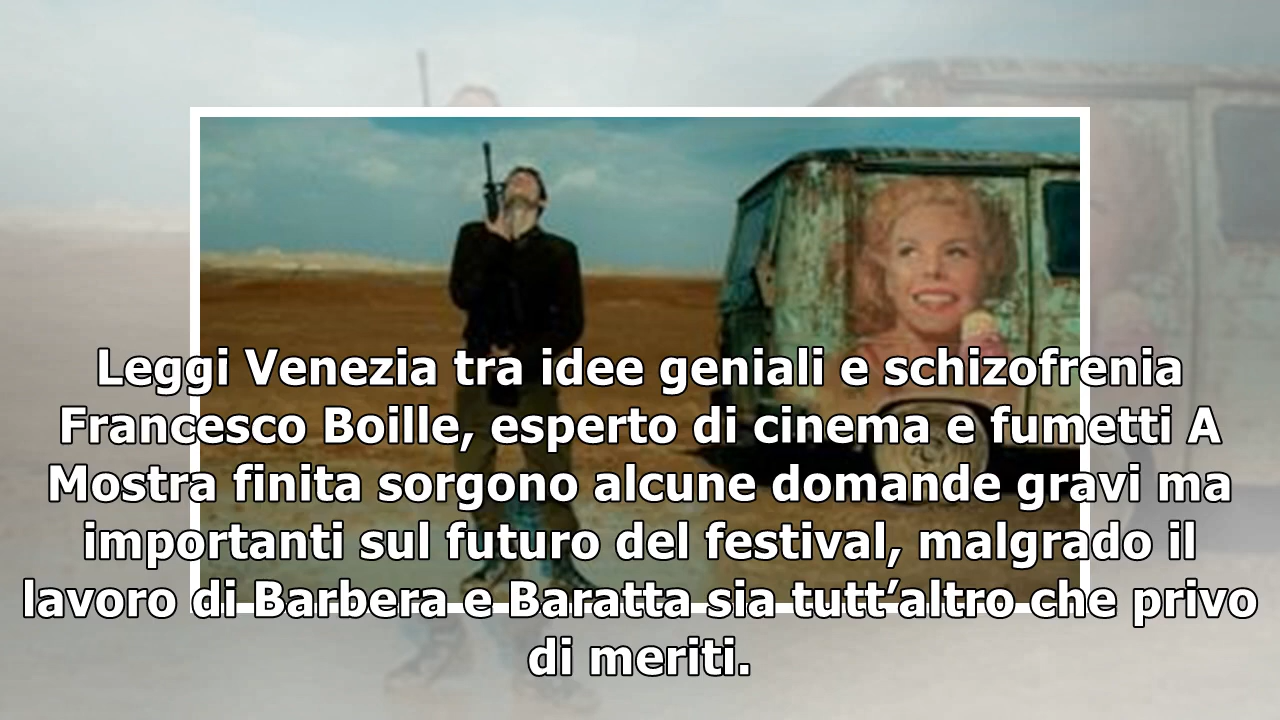 Leggi Venezia tra idee geniali e schizofrenia
Francesco Boille, esperto di cinema e fumetti A
Mostra finita sorgono alcune domande gravi ma
importanti sul futuro del festival, malgrado il
lavoro di Barbera e Baratta sia tutt’altro che privo
di meriti.